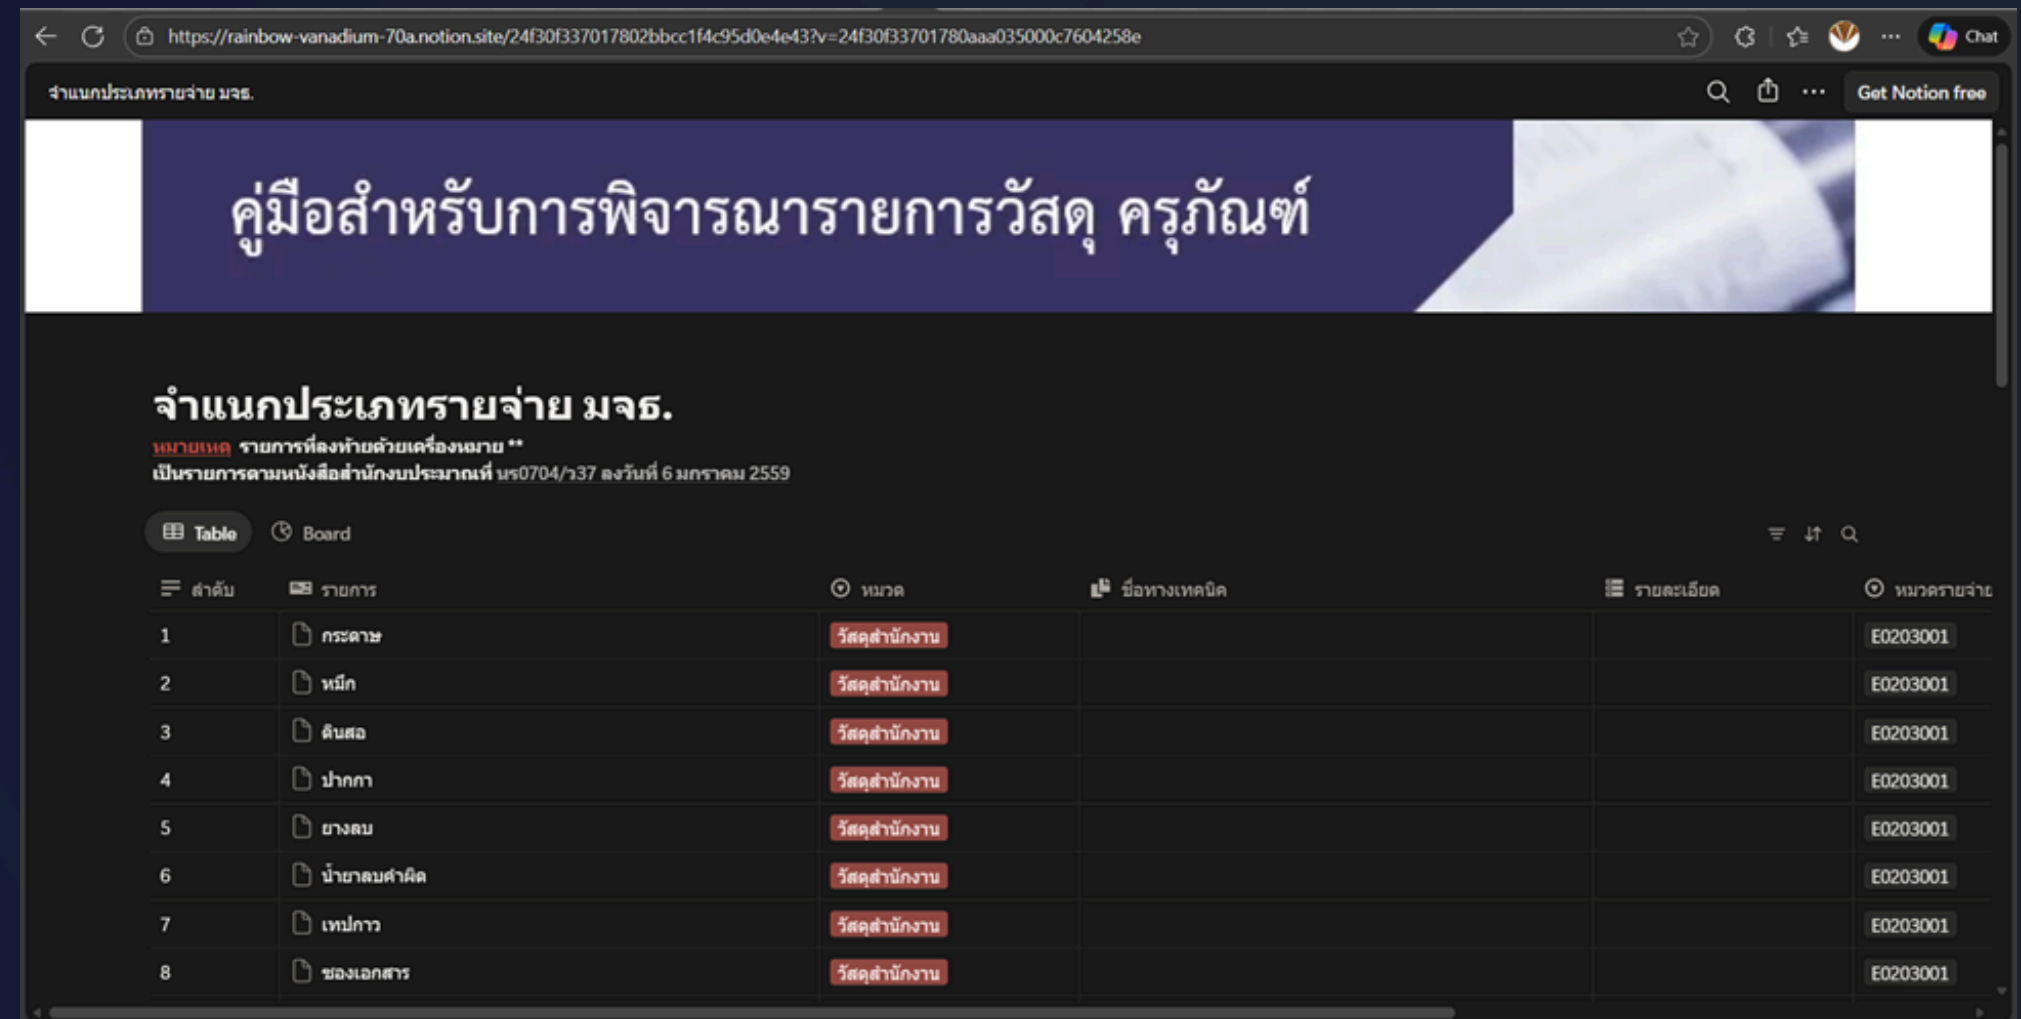 https://rainbow-vanadium-70a.notion.site/24f30f337017802bbcc1f4c95d0e4e43?v=24f30f33701780aaa035000c7604258e
Chat
จำแนกประเภทรายจ่าย มจธ.
Get Notion free
คู่มือสำหรับการพิจารณารายการวัสดุ ครุภัณฑ์
จำแนกประเภทรายจ่าย มจธ.
หมายเหตุ รายการที่ลงท้ายด้วยเครื่องหมาย **
เป็นรายการตามหนังสือสำนักงบประมาณที่ นร0704/ว37 ลงวันที่ 6 มกราคม 2559
Table Board
ลำดับ รายการ หมวด ชื่อทางเทคนิค รายละเอียด หมวดรายจ่าย
1 กระดาษ วัสดุสำนักงาน E0203001
2 หมึก วัสดุสำนักงาน E0203001
3 ดินสอ วัสดุสำนักงาน E0203001
4 ปากกา วัสดุสำนักงาน E0203001
5 ยางลบ วัสดุสำนักงาน E0203001
6 น้ำยาลบคำผิด วัสดุสำนักงาน E0203001
7 เทปกาว วัสดุสำนักงาน E0203001
8 ซองเอกสาร วัสดุสำนักงาน E0203001